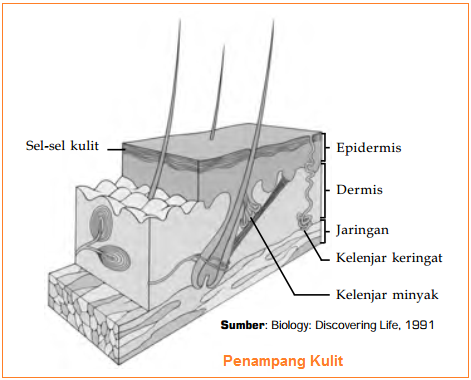 Sel-sel kulit
Epidermis
Dermis
Jaringan
Kelenjar keringat
Kelenjar minyak
Sumber: Biology: Discovering Life, 1991
Penampang Kulit